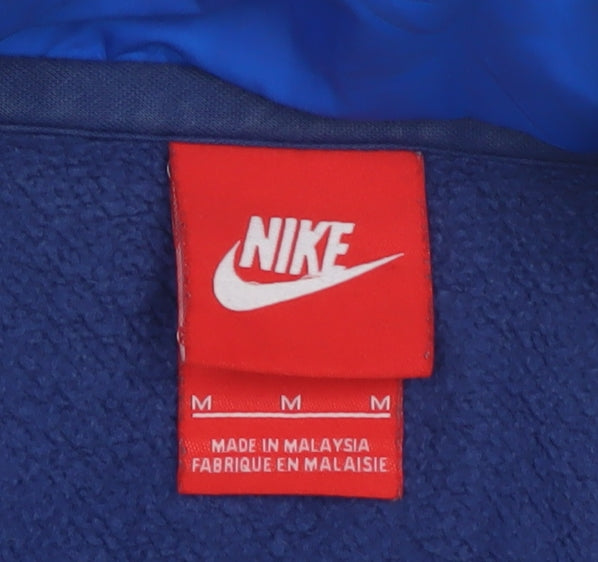 NIKE
M M M
MADE IN MALAYSIA
FABRIQUE EN MALAISIE